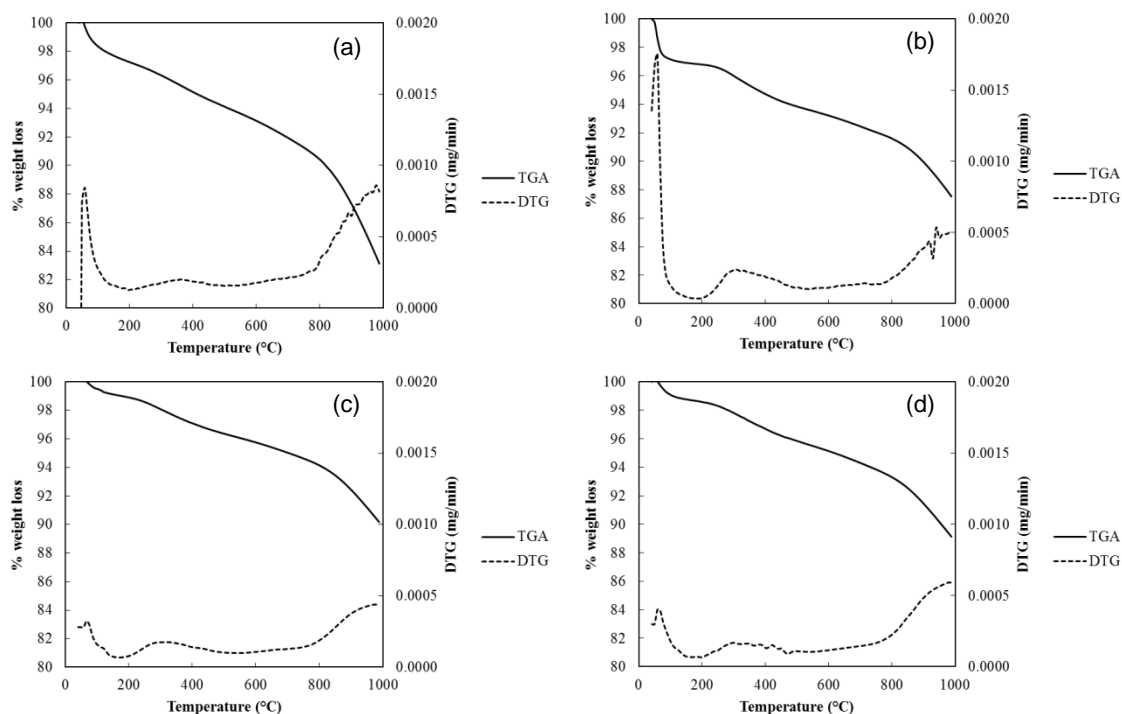 (a)
100
98
96
94
92
90
88
86
84
82
80
% weight loss
0.0020
0.0015
0.0010
0.0005
0.0000
DTG (mg/min)
0 200 400 600 800 1000
Temperature (°C)
TGA
DTG
(b)
100
98
96
94
92
90
88
86
84
82
80
% weight loss
0.0020
0.0015
0.0010
0.0005
0.0000
DTG (mg/min)
0 200 400 600 800 1000
Temperature (°C)
TGA
DTG
(c)
100
98
96
94
92
90
88
86
84
82
80
% weight loss
0.0020
0.0015
0.0010
0.0005
0.0000
DTG (mg/min)
0 200 400 600 800 1000
Temperature (°C)
TGA
DTG
(d)
100
98
96
94
92
90
88
86
84
82
80
% weight loss
0.0020
0.0015
0.0010
0.0005
0.0000
DTG (mg/min)
0 200 400 600 800 1000
Temperature (°C)
TGA
DTG